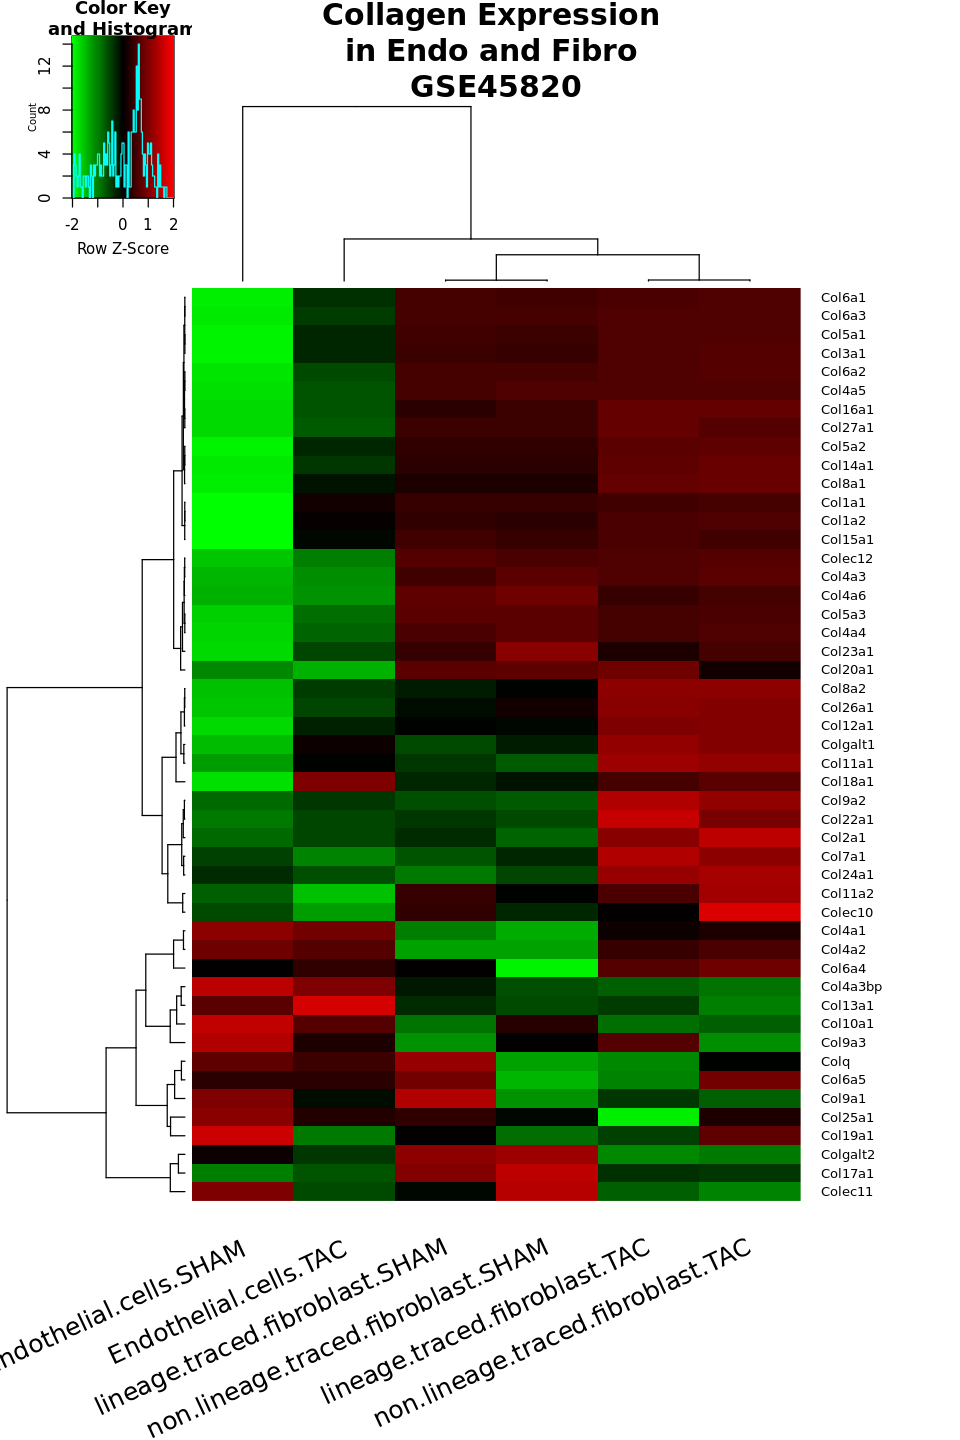 Color Key
and Histogram
Collagen Expression
in Endo and Fibro
GSE45820
Count
0 4 8 12
-2 0 1 2
Row Z-Score
Col6a1
Col6a3
Col5a1
Col3a1
Col6a2
Col4a5
Col16a1
Col27a1
Col5a2
Col14a1
Col8a1
Col1a1
Col1a2
Col15a1
Colec12
Col4a3
Col4a6
Col5a3
Col4a4
Col23a1
Col20a1
Col8a2
Col26a1
Col12a1
Colgalt1
Col11a1
Col18a1
Col9a2
Col22a1
Col2a1
Col7a1
Col24a1
Col11a2
Colec10
Col4a1
Col4a2
Col6a4
Col4a3bp
Col13a1
Col10a1
Col9a3
Colq
Col6a5
Col9a1
Col25a1
Col19a1
Colgalt2
Col17a1
Colec11
ndothelial.cells.SHAM
Endothelial.cells.TAC
lineage.traced.fibroblast.SHAM
non.lineage.traced.fibroblast.SHAM
lineage.traced.fibroblast.TAC
non.lineage.traced.fibroblast.TAC